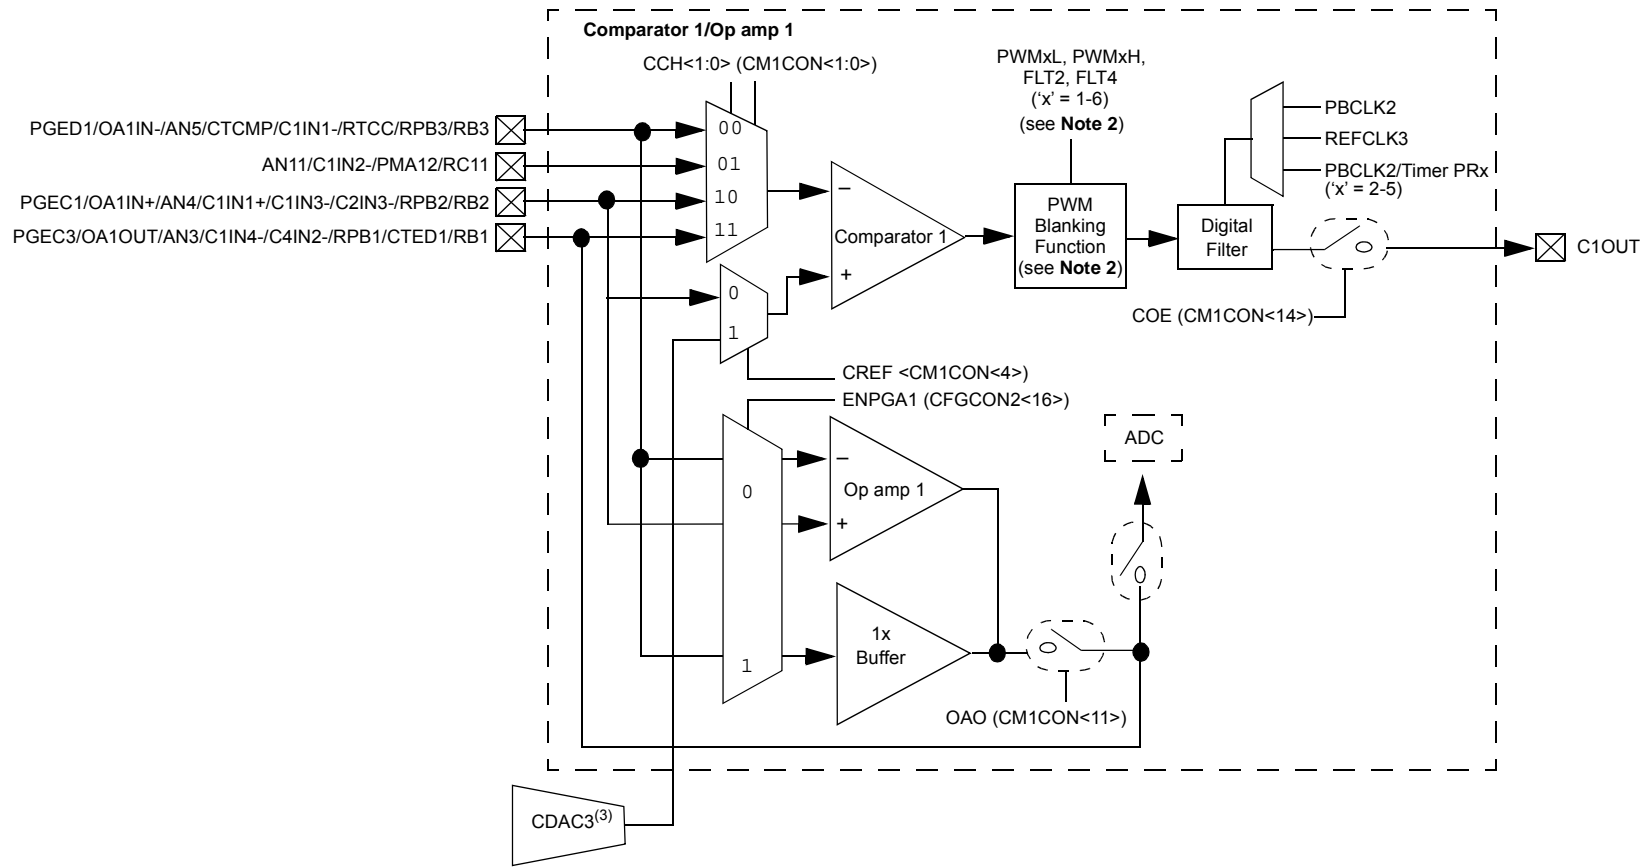 Comparator 1/Op amp 1
CCH<1:0> (CM1CON<1:0>)
PWMxL, PWMxH,
FLT2, FLT4
(‘x’ = 1-6)
(see Note 2)
PBCLK2
REFCLK3
PBCLK2/Timer PRx
(‘x’ = 2-5)
PGED1/OA1IN-/AN5/CTCMP/C1IN1-/RTCC/RPB3/RB3
AN11/C1IN2-/PMA12/RC11
PGEC1/OA1IN+/AN4/C1IN1+/C1IN3-/C2IN3-/RPB2/RB2
PGEC3/OA1OUT/AN3/C1IN4-/C4IN2-/RPB1/CTED1/RB1
00
01
10
11
0
1
–
Comparator 1
+
PWM
Blanking
Function
(see Note 2)
Digital
Filter
C1OUT
COE (CM1CON<14>)
CREF <CM1CON<4>)
ENPGA1 (CFGCON2<16>)
0
1
–
Op amp 1
+
ADC
1x
Buffer
OAO (CM1CON<11>)
CDAC3(3)